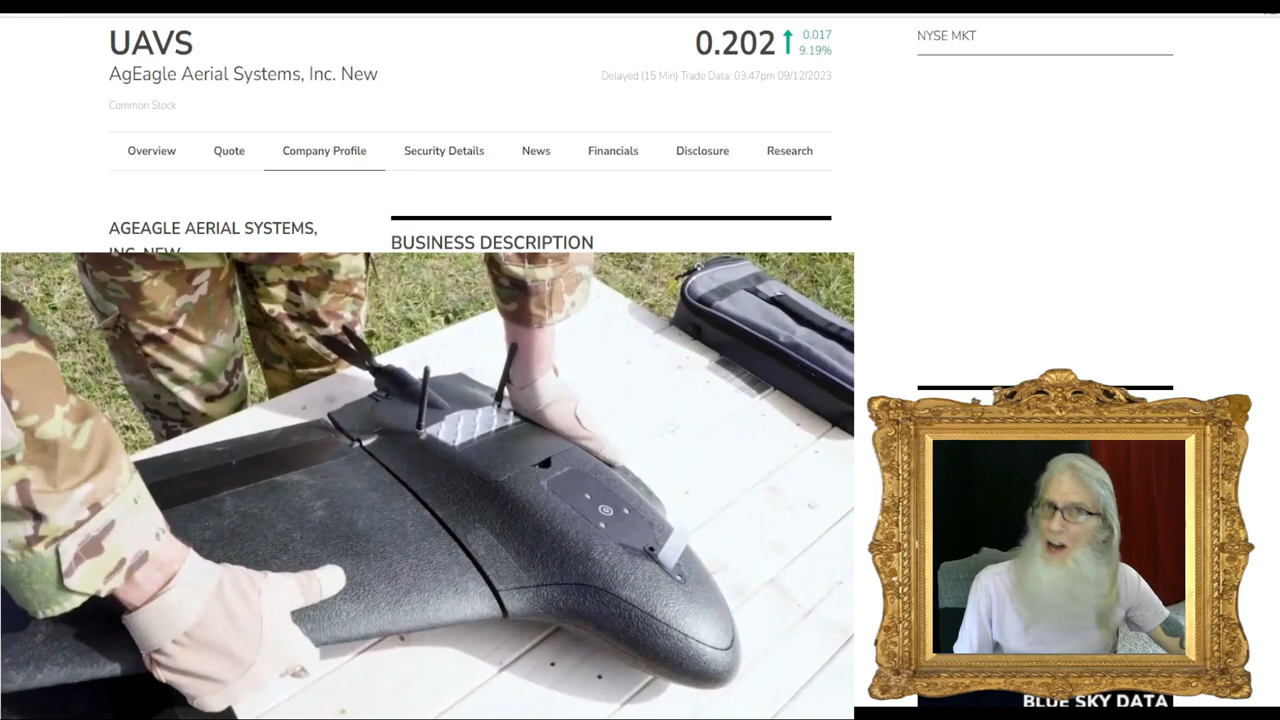 UAVS
0.202
0.017
9.19%
NYSE MKT
AgEagle Aerial Systems, Inc. New
Delayed (15 Min) Trade Data: 03:47pm 09/12/2023
Common Stock
Overview Quote Company Profile Security Details News Financials Disclosure Research
AGEAGLE AERIAL SYSTEMS,
INC. NEW
BUSINESS DESCRIPTION
BLUE SKY DATA